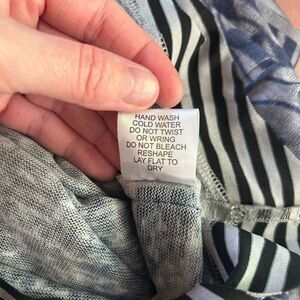 HAND WASH
COLD WATER
DO NOT TWIST
OR WRING
DO NOT BLEACH
RESHAPE
LAY FLAT TO
DRY